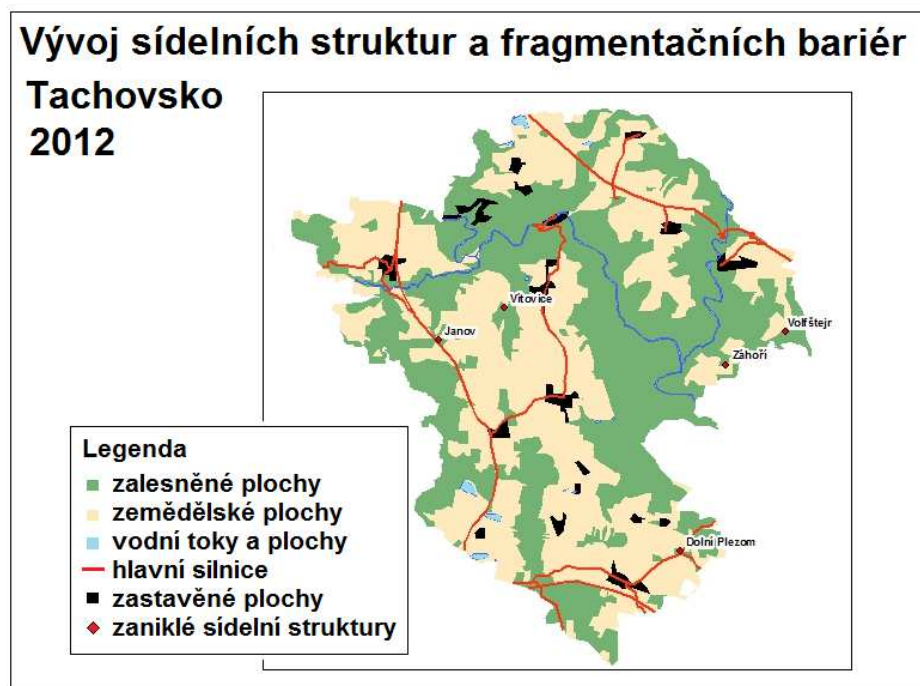 Vývoj sídelních struktur a fragmentačních bariér
Tachovsko
2012
Vítovice
Janov
Volfštejn
Záhoří
Dolní Plezom
Legenda
zalesněné plochy
zemědělské plochy
vodní toky a plochy
hlavní silnice
zastavěné plochy
zaniklé sídelní struktury